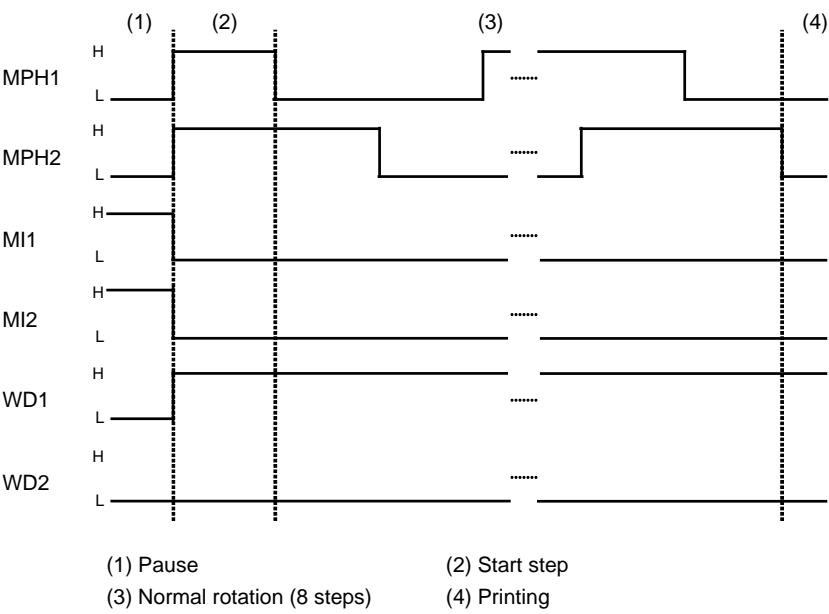 (1) (2) (3) (4)
H
MPH1
L
H
MPH2
L
H
MI1
L
H
MI2
L
H
WD1
L
H
WD2
L
(1) Pause (2) Start step
(3) Normal rotation (8 steps) (4) Printing